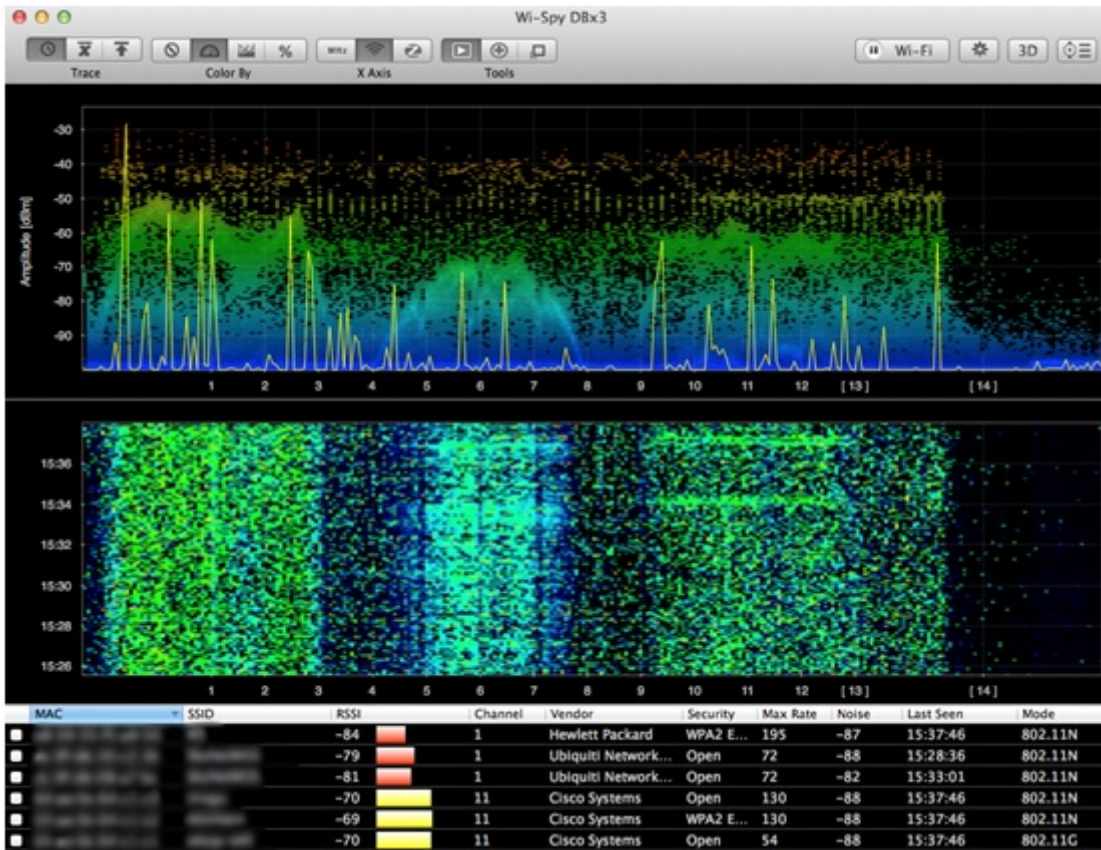 Wi-Spy DBx3
Trace Color By X Axis Tools
MHz
%
Wi-Fi
3D
Amplitude [dBm]
-30
-40
-50
-60
-70
-80
-90
1 2 3 4 5 6 7 8 9 10 11 12 [ 13 ] [ 14 ]
15:36
15:34
15:32
15:30
15:28
15:26
1 2 3 4 5 6 7 8 9 10 11 12 [ 13 ] [ 14 ]
MAC SSID RSSI Channel Vendor Security Max Rate Noise Last Seen Mode
-84 1 Hewlett Packard WPA2 E... 195 -87 15:37:46 802.11N
-79 1 Ubiquiti Network... Open 72 -88 15:28:36 802.11N
-81 1 Ubiquiti Network... Open 72 -82 15:33:01 802.11N
-70 11 Cisco Systems Open 130 -88 15:37:46 802.11N
-69 11 Cisco Systems WPA2 E... 130 -88 15:37:46 802.11N
-70 11 Cisco Systems Open 54 -88 15:37:46 802.11G